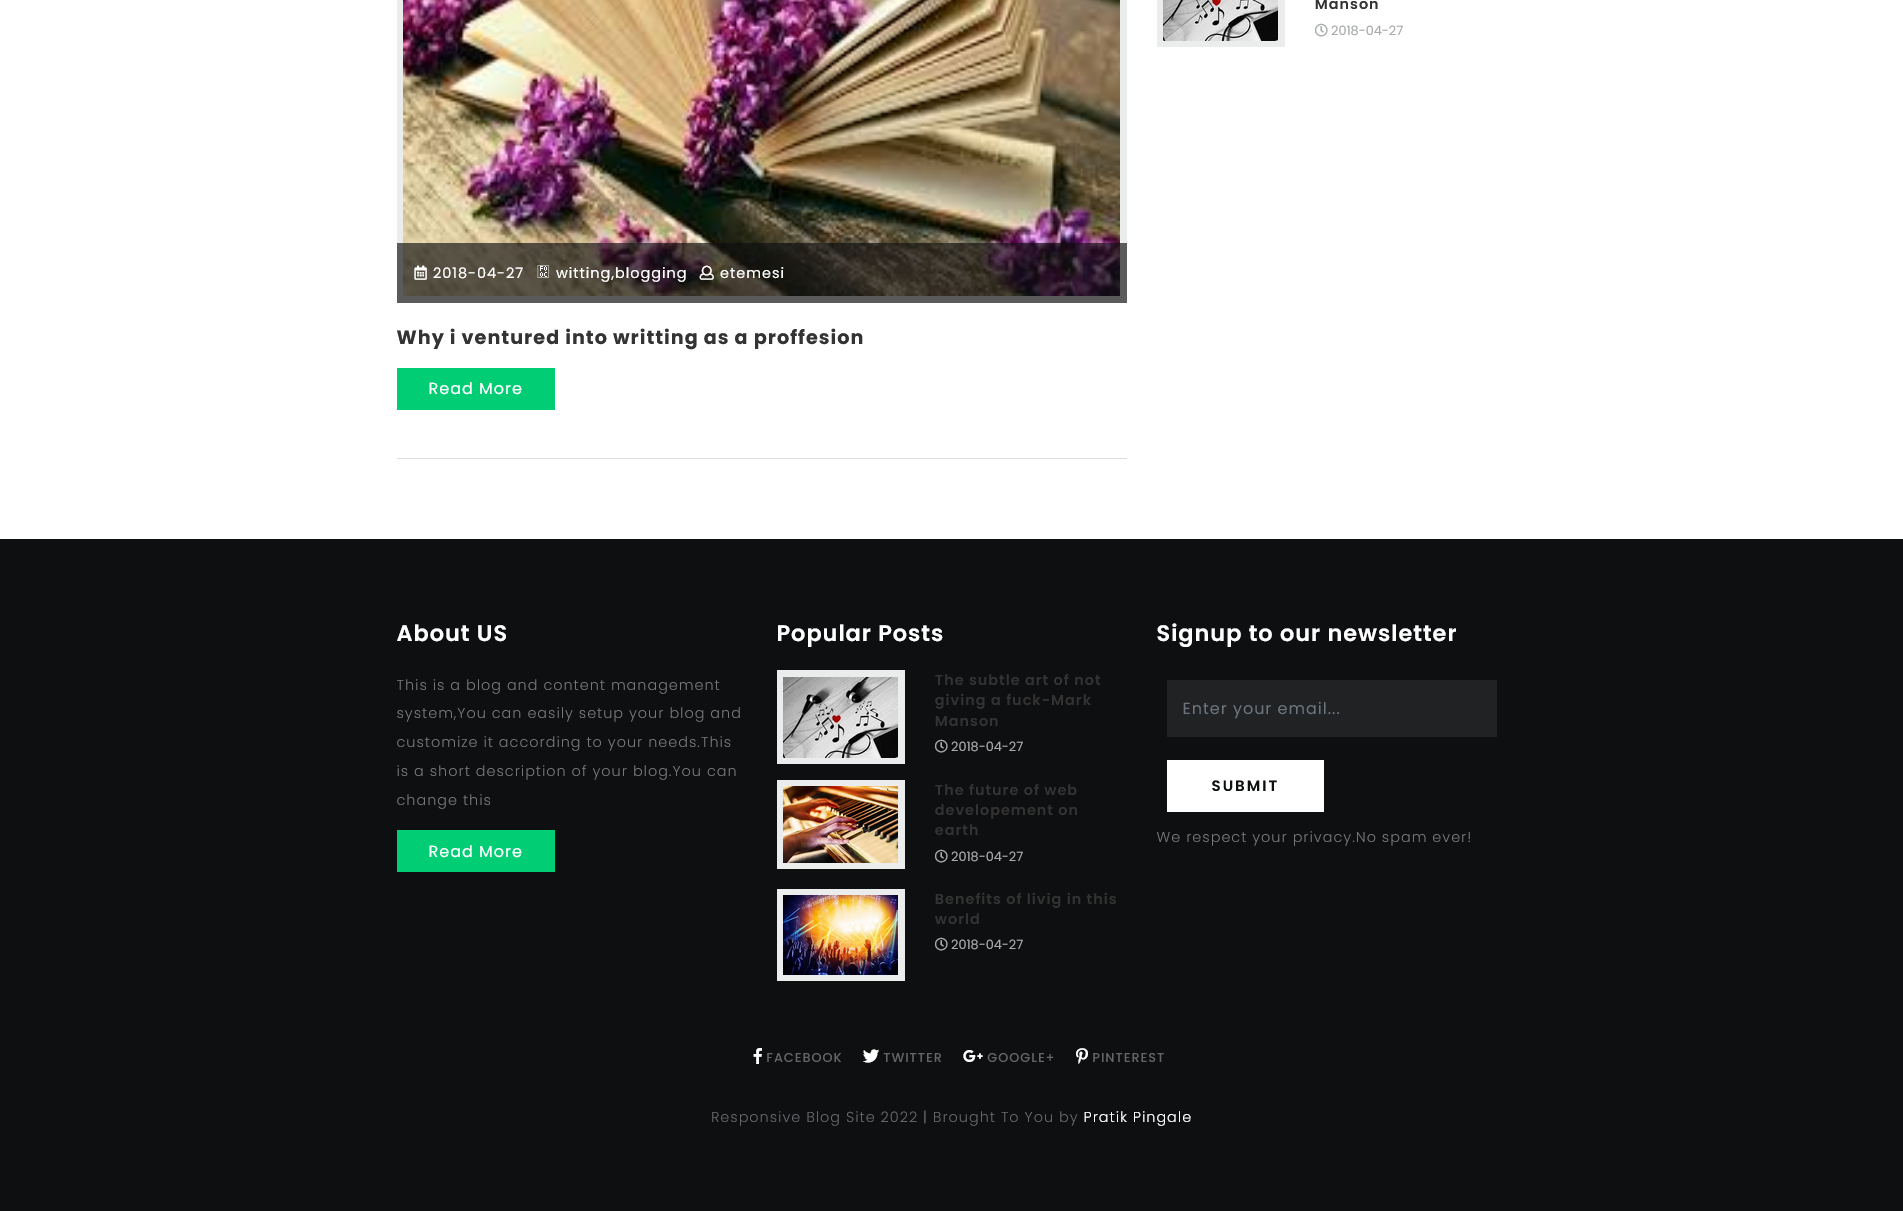 Manson
2018-04-27
2018-04-27 witting,blogging etemesi
Why i ventured into writting as a proffesion
Read More
About US
This is a blog and content management
system,You can easily setup your blog and
customize it according to your needs.This
is a short description of your blog.You can
change this
Read More
Popular Posts
The subtle art of not
giving a fuck-Mark
Manson
2018-04-27
The future of web
developement on
earth
2018-04-27
Benefits of livig in this
world
2018-04-27
Signup to our newsletter
Enter your email...
SUBMIT
We respect your privacy.No spam ever!
FACEBOOK TWITTER GOOGLE+ PINTEREST
Responsive Blog Site 2022 | Brought To You by Pratik Pingale